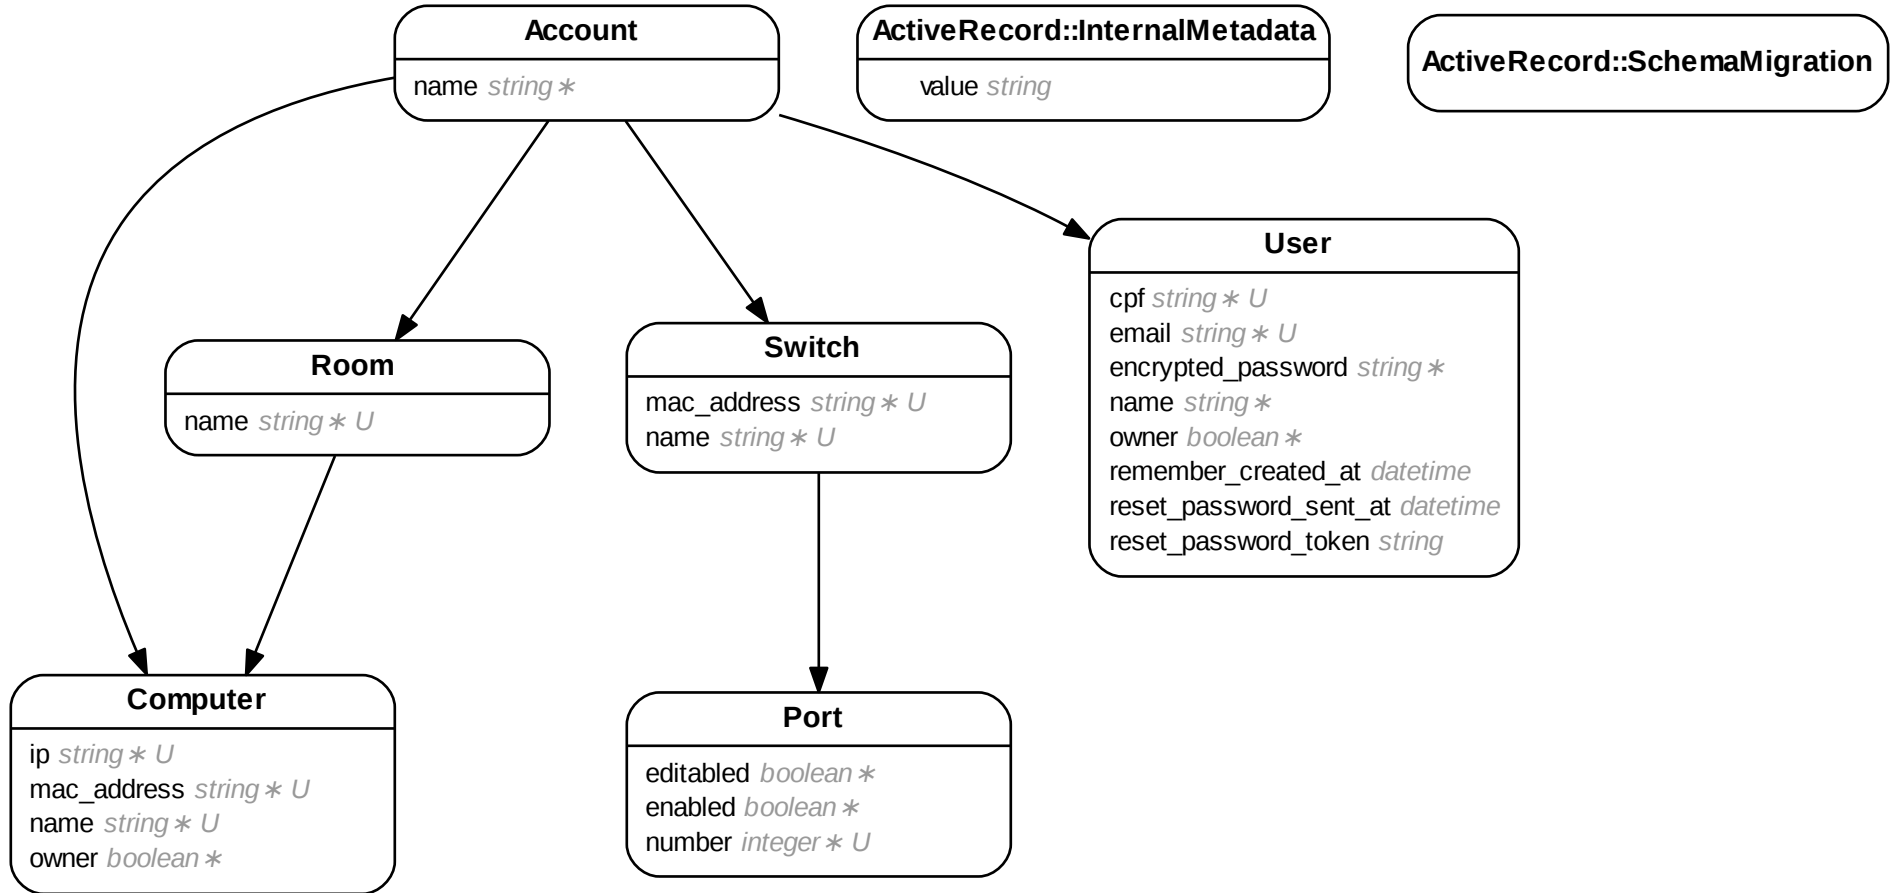 Account
name string∗
ActiveRecord::InternalMetadata
value string
ActiveRecord::SchemaMigration
User
cpf string∗ U
email string∗ U
encrypted_password string∗
name string∗
owner boolean∗
remember_created_at datetime
reset_password_sent_at datetime
reset_password_token string
Room
name string∗ U
Switch
mac_address string∗ U
name string∗ U
Computer
ip string∗ U
mac_address string∗ U
name string∗ U
owner boolean∗
Port
editabled boolean∗
enabled boolean∗
number integer∗ U